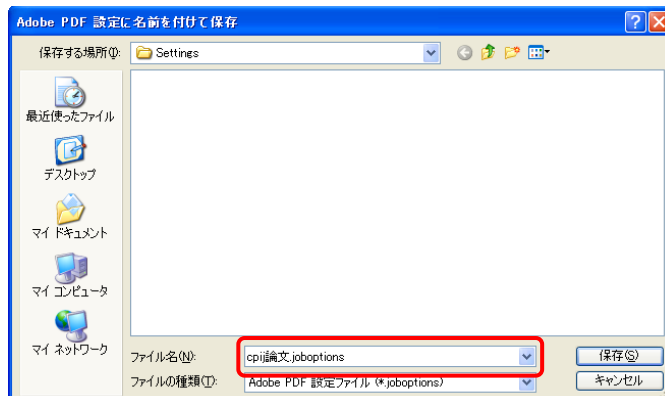 Adobe PDF 設定に名前を付けて保存
保存する場所(I):
Settings
最近使ったファイル
デスクトップ
マイ ドキュメント
マイ コンピュータ
マイ ネットワーク
ファイル名(N):
cpij論文.joboptions
保存(S)
ファイルの種類(T):
Adobe PDF 設定ファイル (*.joboptions)
キャンセル